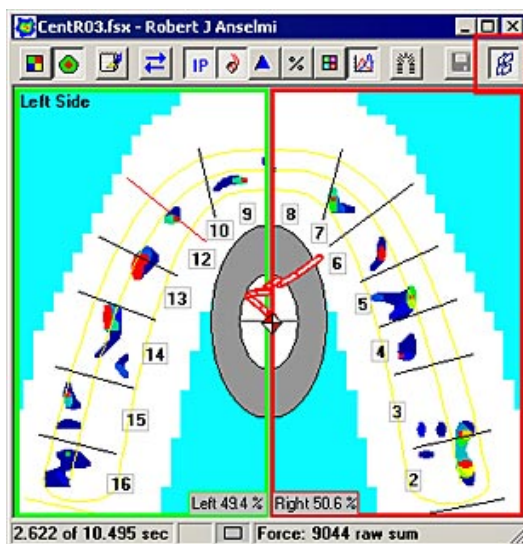 CentR03.fsx - Robert J Anselmi
IP %
Left Side
9 8
10 7
12 6
13 5
14 4
15 3
16 2
Left 49.4 % Right 50.6 %
2.622 of 10.495 sec Force: 9044 raw sum